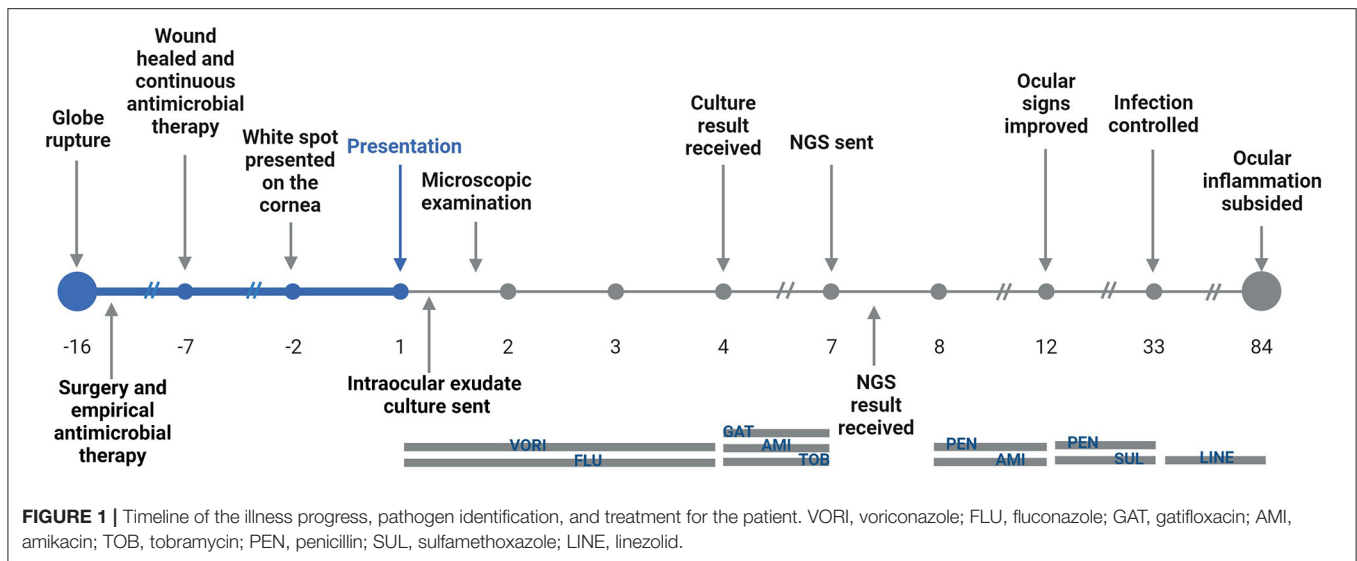 Globe
rupture
Wound
healed and
continuous
antimicrobial
therapy
White spot
presented
on the
cornea
Presentation
Microscopic
examination
Culture
result
received
NGS sent
Ocular
signs
improved
Infection
controlled
Ocular
inflammation
subsided
-16
-7
-2
1
2
3
4
7
8
12
33
84
Surgery and
empirical
antimicrobial
therapy
Intraocular exudate
culture sent
NGS
result
received
VORI
FLU
GAT
AMI
TOB
PEN
AMI
PEN
SUL
LINE
FIGURE 1 | Timeline of the illness progress, pathogen identification, and treatment for the patient. VORI, voriconazole; FLU, fluconazole; GAT, gatifloxacin; AMI,
amikacin; TOB, tobramycin; PEN, penicillin; SUL, sulfamethoxazole; LINE, linezolid.